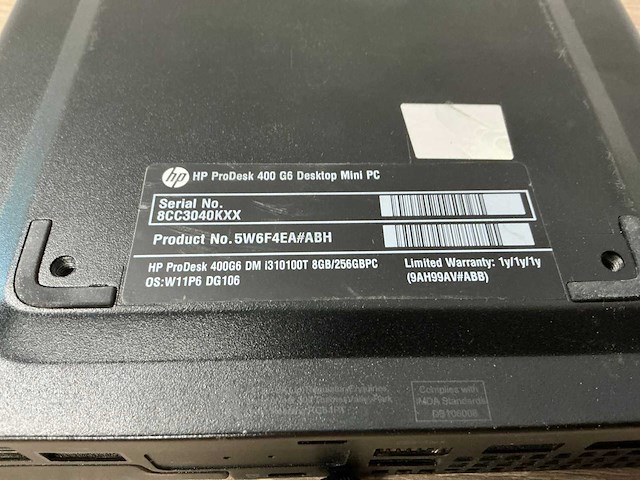 hp HP ProDesk 400 G6 Desktop Mini PC
Serial No.
8CC3040KXX
Product No.5W6F4EA#ABH
HP ProDesk 400G6 DM i310100T 8GB/256GBPC
OS:W11P6 DG106
Limited Warranty: 1y/1y/1y
(9AH99AV#ABB)
Complies with
IMDA Standards